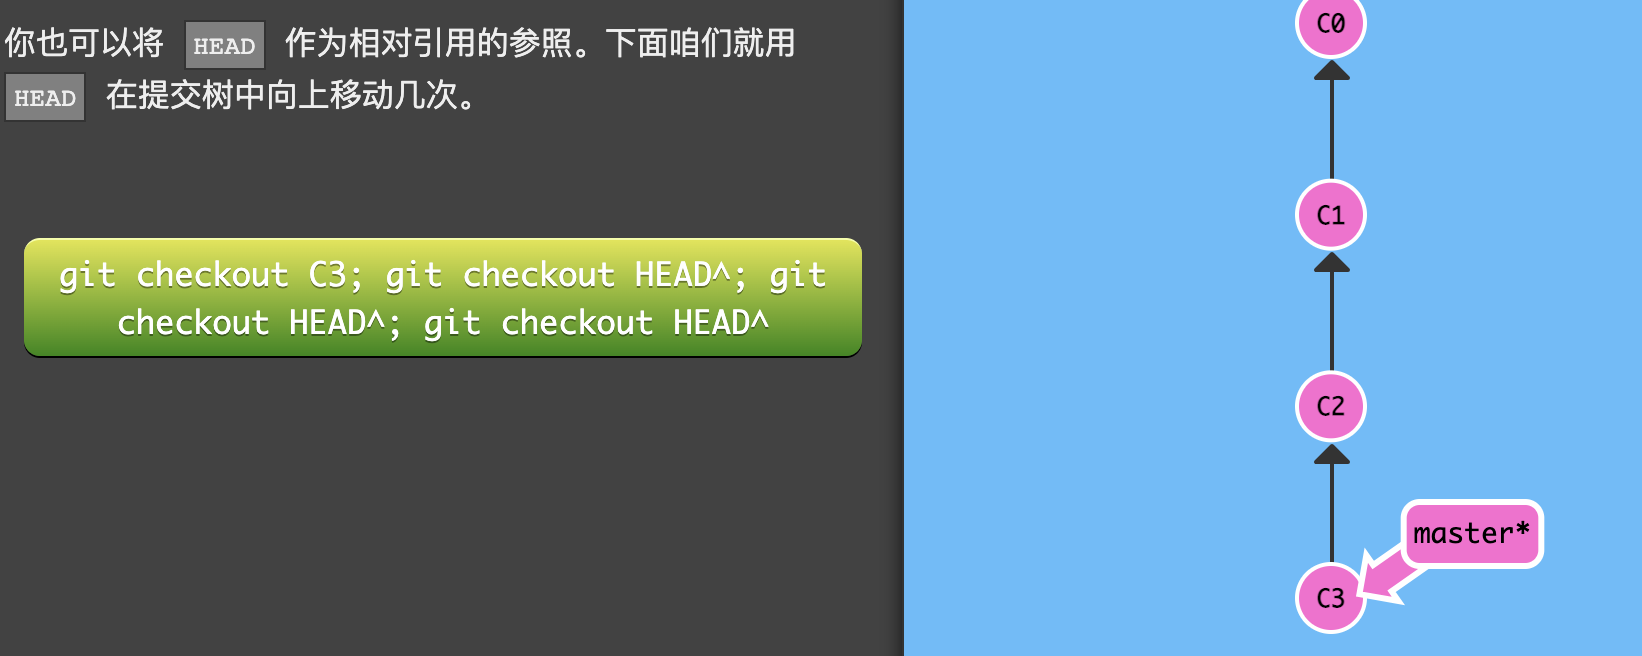 你也可以将 HEAD 作为相对引用的参照。下面咱们就用
HEAD 在提交树中向上移动几次。
git checkout C3; git checkout HEAD^; git
checkout HEAD^; git checkout HEAD^
C0
C1
C2
master*
C3